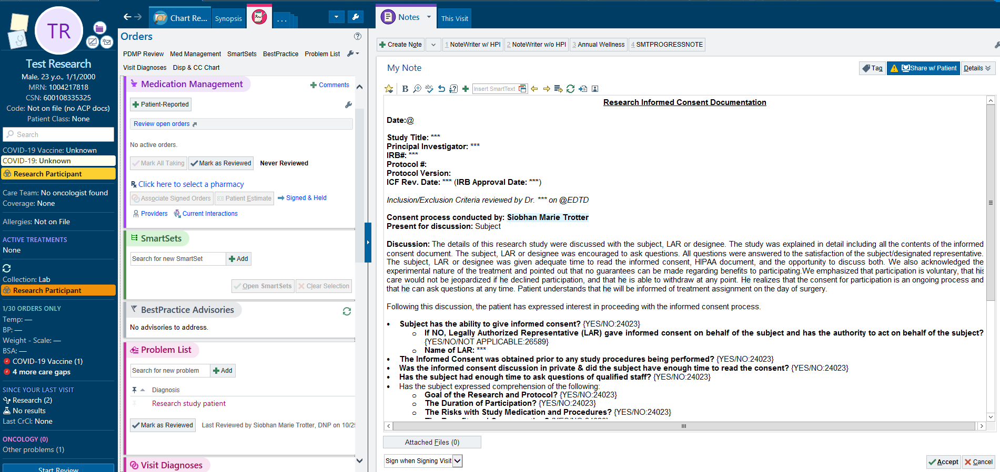 TR
Test Research
Male, 23 y.o., 1/1/2000
MRN: 1004217818
CSN: 600108335325
Code: Not on file (no ACP docs)
Patient Class: None
Search
COVID-19 Vaccine: Unknown
COVID-19: Unknown
Research Participant
Care Team: No oncologist found
Coverage: None
Allergies: Not on File
ACTIVE TREATMENTS
None
Collection: Lab
Research Participant
1/30 ORDERS ONLY
Temp: —
BP: —
Weight - Scale: —
BSA: —
COVID-19 Vaccine (1)
4 more care gaps
SINCE YOUR LAST VISIT
Research (2)
No results
Last CrCl: None
ONCOLOGY (0)
Other problems (1)
Start Review
Chart Re...
Synopsis
...
Orders
PDMP Review Med Management SmartSets BestPractice Problem List
Visit Diagnoses Disp & CC Chart
Medication Management
Comments
Patient-Reported
Review open orders
No active orders.
Mark All Taking Mark as Reviewed Never Reviewed
Click here to select a pharmacy
Associate Signed Orders Patient Estimate Signed & Held
Providers Current Interactions
SmartSets
Search for new SmartSet Add
Open SmartSets Clear Selection
BestPractice Advisories
No advisories to address.
Problem List
Search for new problem Add
Diagnosis
Research study patient
Mark as Reviewed Last Reviewed by Siobhan Marie Trotter, DNP on 10/25
Visit Diagnoses
Notes
This Visit
Create Note 1 NoteWriter w/ HPI 2 NoteWriter w/o HPI 3 Annual Wellness 4 SMTPROGRESSNOTE
My Note
Tag Share w/ Patient Details
B abc Insert SmartText
Research Informed Consent Documentation
Date:@
Study Title: ***
Principal Investigator: ***
IRB#: ***
Protocol #:
Protocol Version:
ICF Rev. Date: *** (IRB Approval Date: ***)
Inclusion/Exclusion Criteria reviewed by Dr. *** on @EDTD
Consent process conducted by: Siobhan Marie Trotter
Present for discussion: Subject
Discussion: The details of this research study were discussed with the subject, LAR or designee. The study was explained in detail including all the contents of the informed
consent document. The subject, LAR or designee was encouraged to ask questions. All questions were answered to the satisfaction of the subject/designated representative.
The subject, LAR or designee was given adequate time to read the informed consent, HIPAA document, and the opportunity to discuss both. We also acknowledged the
experimental nature of the treatment and pointed out that no guarantees can be made regarding benefits to participating.We emphasized that participation is voluntary, that his
care would not be jeopardized if he declined participation, and that he is able to withdraw at any point. He realizes that the consent for participation is an ongoing process and
that he can ask questions at any time. Patient understands that he will be informed of treatment assignment on the day of surgery.
Following this discussion, the patient has expressed interest in proceeding with the informed consent process.
• Subject has the ability to give informed consent? {YES/NO:24023}
o If NO, Legally Authorized Representative (LAR) gave informed consent on behalf of the subject and has the authority to act on behalf of the subject?
{YES/NO/NOT APPLICABLE:26589}
o Name of LAR: ***
• The Informed Consent was obtained prior to any study procedures being performed? {YES/NO:24023}
• Was the informed consent discussion in private & did the subject have enough time to read the consent? {YES/NO:24023}
• Has the subject had enough time to ask questions of qualified staff? {YES/NO:24023}
• Has the subject expressed comprehension of the following:
o Goal of the Research and Protocol? {YES/NO:24023}
o The Duration of Participation? {YES/NO:24023}
o The Risks with Study Medication and Procedures? {YES/NO:24023}
Attached Files (0)
Sign when Signing Visit
Accept Cancel